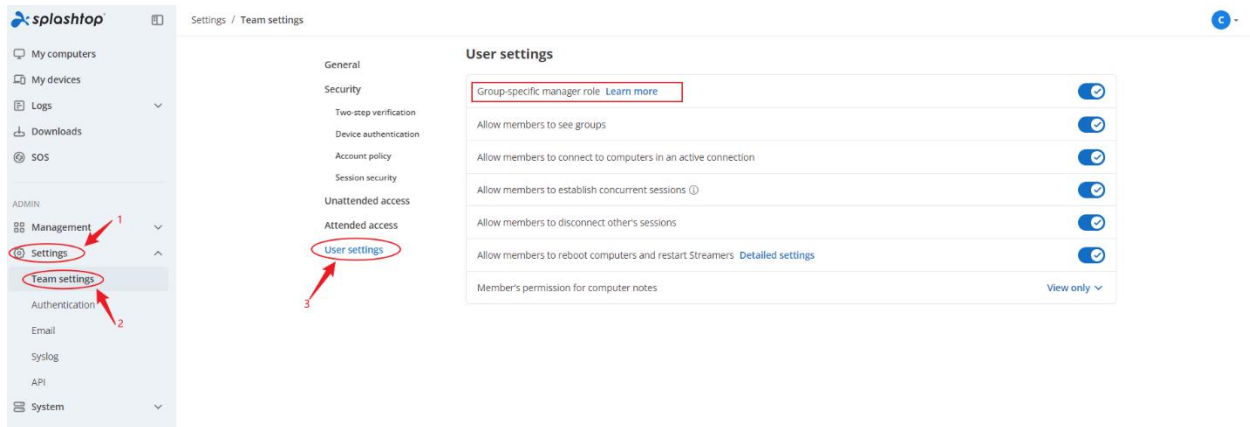 splashtop
Settings / Team settings
C
My computers
My devices
Logs
Downloads
SOS
ADMIN
Management
1
Settings
Team settings
2
Authentication
Email
Syslog
API
System
General
Security
Two-step verification
Device authentication
Account policy
Session security
Unattended access
Attended access
User settings
3
User settings
Group-specific manager role Learn more
Allow members to see groups
Allow members to connect to computers in an active connection
Allow members to establish concurrent sessions
Allow members to disconnect other's sessions
Allow members to reboot computers and restart Streamers Detailed settings
Member's permission for computer notes View only